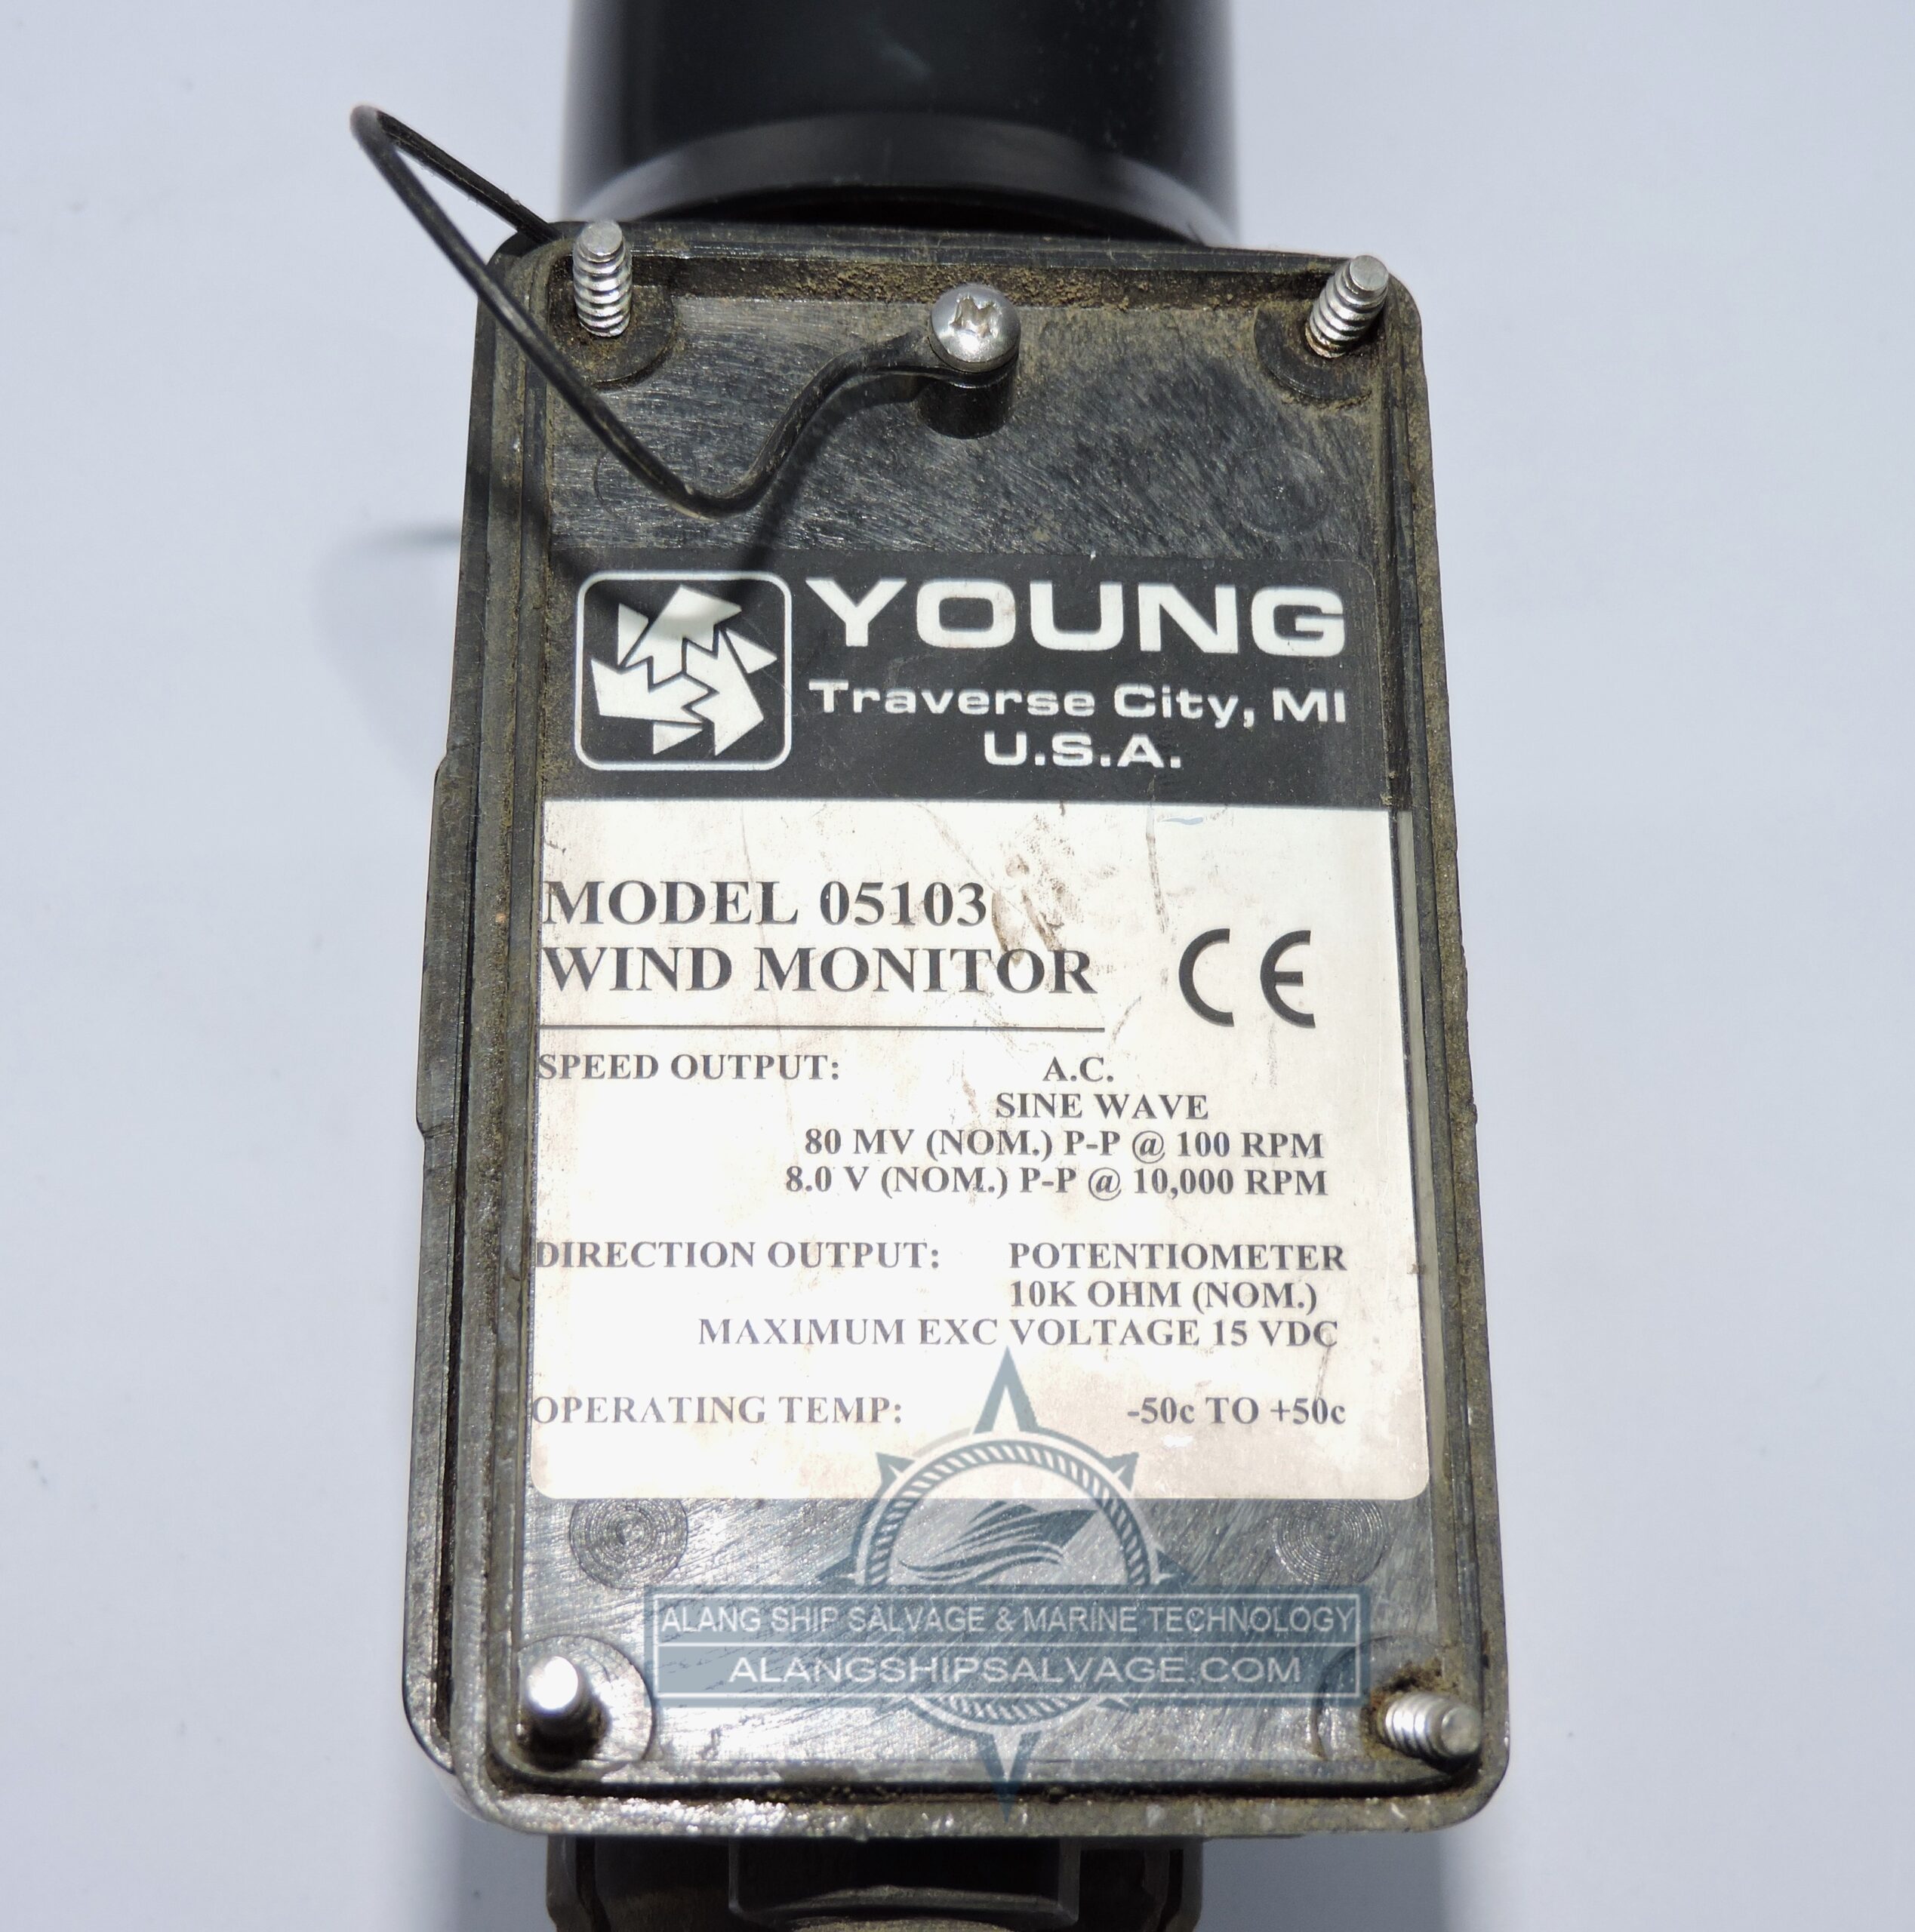 YOUNG
Traverse City, MI
U.S.A.
MODEL 05103
WIND MONITOR
CE
SPEED OUTPUT: A.C.
SINE WAVE
80 MV (NOM.) P-P @ 100 RPM
8.0 V (NOM.) P-P @ 10,000 RPM
DIRECTION OUTPUT: POTENTIOMETER
10K OHM (NOM.)
MAXIMUM EXC VOLTAGE 15 VDC
OPERATING TEMP: -50c TO +50c
ALANG SHIP SALVAGE & MARINE TECHNOLOGY
ALANGSHIPSALVAGE.COM